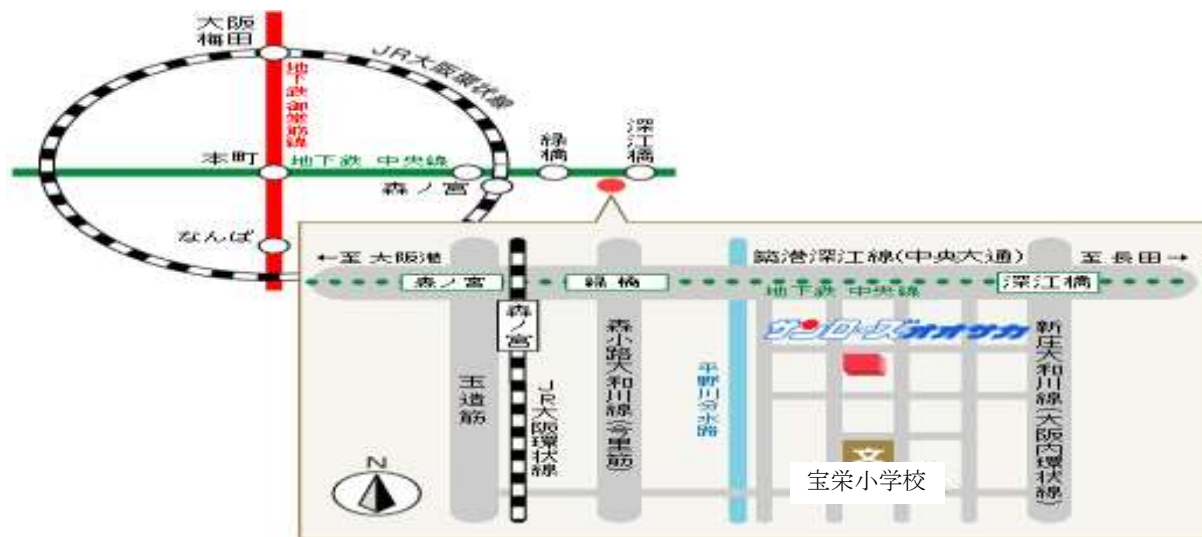 大阪
梅田
JR大阪環状線
地下鉄 御堂筋線
本町
地下鉄 中央線
森ノ宮
緑橋
深江橋
なんば
←至 大阪港
築港深江線(中央大通)
至 長田→
森ノ宮
緑橋
深江橋
地下鉄 中央線
森ノ宮
サンローズオオサカ
玉造筋
JR大阪環状線
森小路大和川線(今里筋)
平野川分水路
新庄大和川線(大阪内環状線)
文
宝栄小学校
N